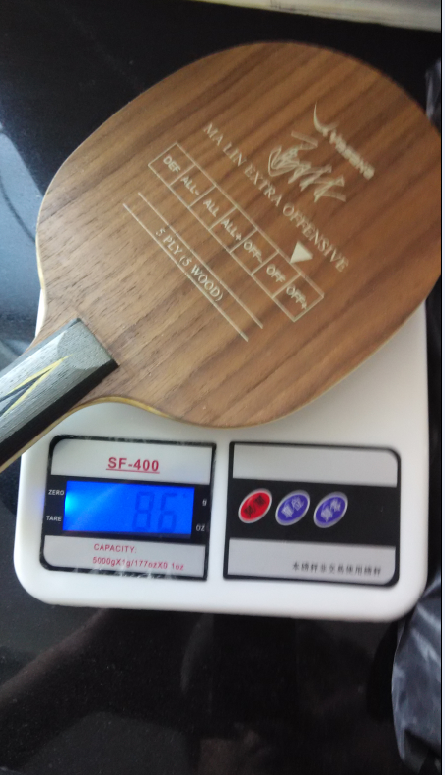 MA LIN EXTRA OFFENSIVE
DEF ALL- ALL ALL+ OFF- OFF OFF+
5 PLY (5 WOOD)
SF-400
ZERO
TARE
86
g
OZ
CAPACITY:
5000gX1g/177ozX0.1oz